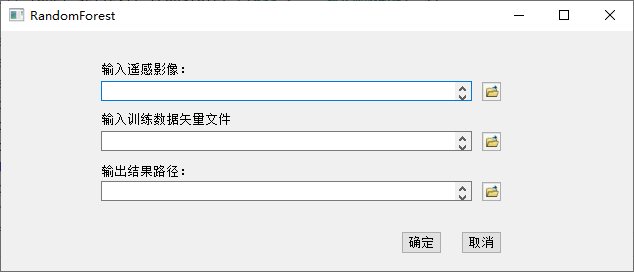 RandomForest
输入遥感影像：
输入训练数据矢量文件
输出结果路径：
确定 取消